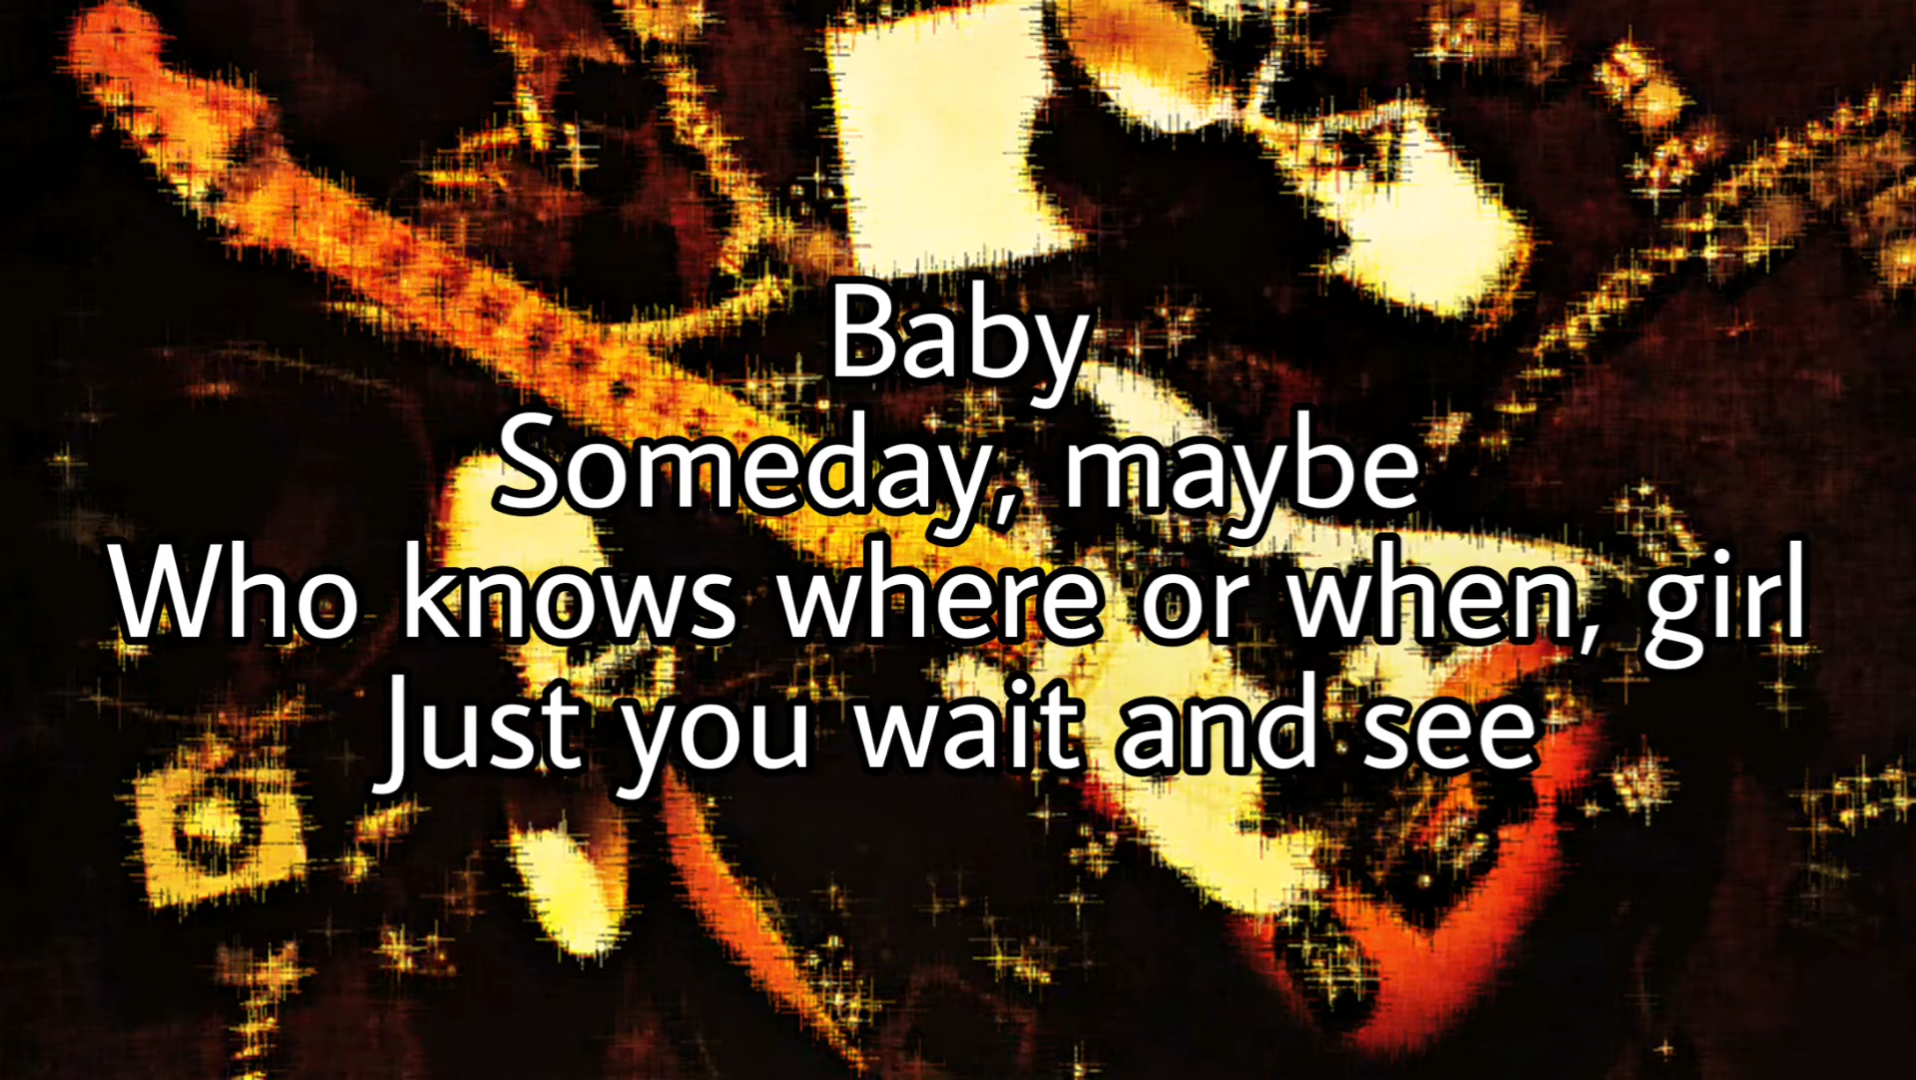 Baby
Someday, maybe
Who knows where or when, girl
Just you wait and see